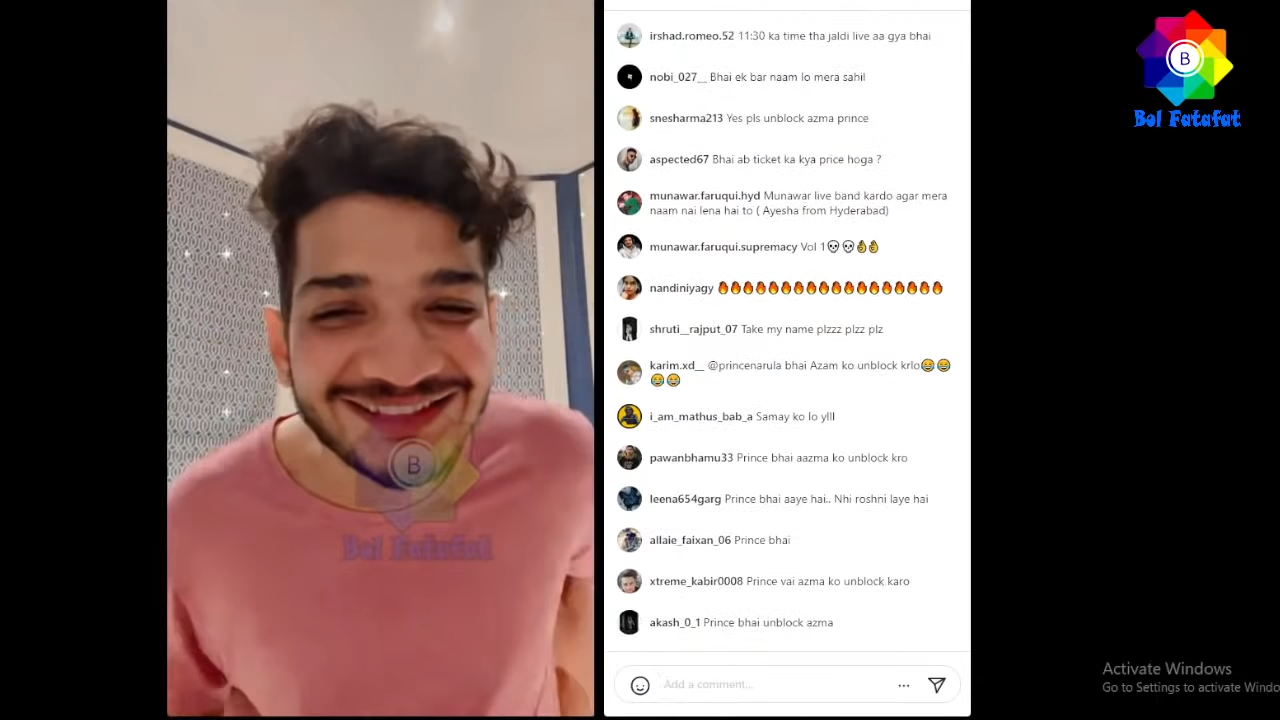 irshad.romeo.52 11:30 ka time tha jaldi live aa gya bhai
nobi_027__ Bhai ek bar naam lo mera sahil
snesharma213 Yes pls unblock azma prince
aspected67 Bhai ab ticket ka kya price hoga ?
munawar.faruqui.hyd Munawar live band kardo agar mera
naam nai lena hai to ( Ayesha from Hyderabad)
munawar.faruqui.supremacy Vol 1💀💀👌👌
nandiniyagy 🔥🔥🔥🔥🔥🔥🔥🔥🔥🔥🔥🔥🔥🔥🔥🔥🔥🔥
shruti__rajput_07 Take my name plzzz plzz plz
karim.xd__ @princenarula bhai Azam ko unblock krlo😂😂
😂😂
i_am_mathus_bab_a Samay ko lo ylll
pawanbhamu33 Prince bhai aazma ko unblock kro
leena654garg Prince bhai aaye hai.. Nhi roshni laye hai
allaie_faixan_06 Prince bhai
xtreme_kabir0008 Prince vai azma ko unblock karo
akash_0_1 Prince bhai unblock azma
Add a comment...
B
Bol Fatafat
B
Bol Fatafat
Activate Windows
Go to Settings to activate Windo